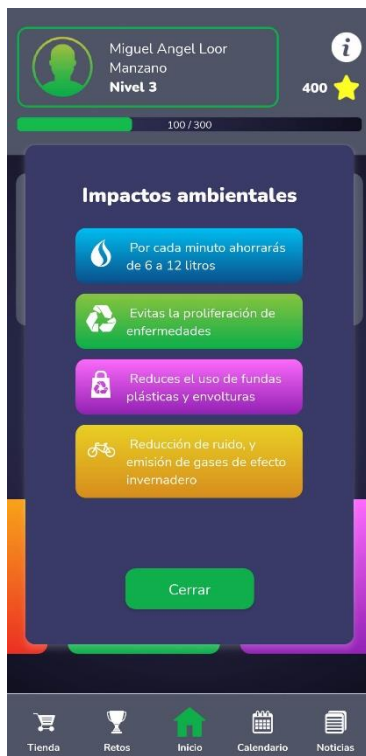 Miguel Angel Loor
Manzano
Nivel 3
i
400
100 / 300
Impactos ambientales
Por cada minuto ahorrarás
de 6 a 12 litros
Evitas la proliferación de
enfermedades
Reduces el uso de fundas
plásticas y envolturas
Reducción de ruido, y
emisión de gases de efecto
invernadero
Cerrar
Tienda
Retos
Inicio
Calendario
Noticias